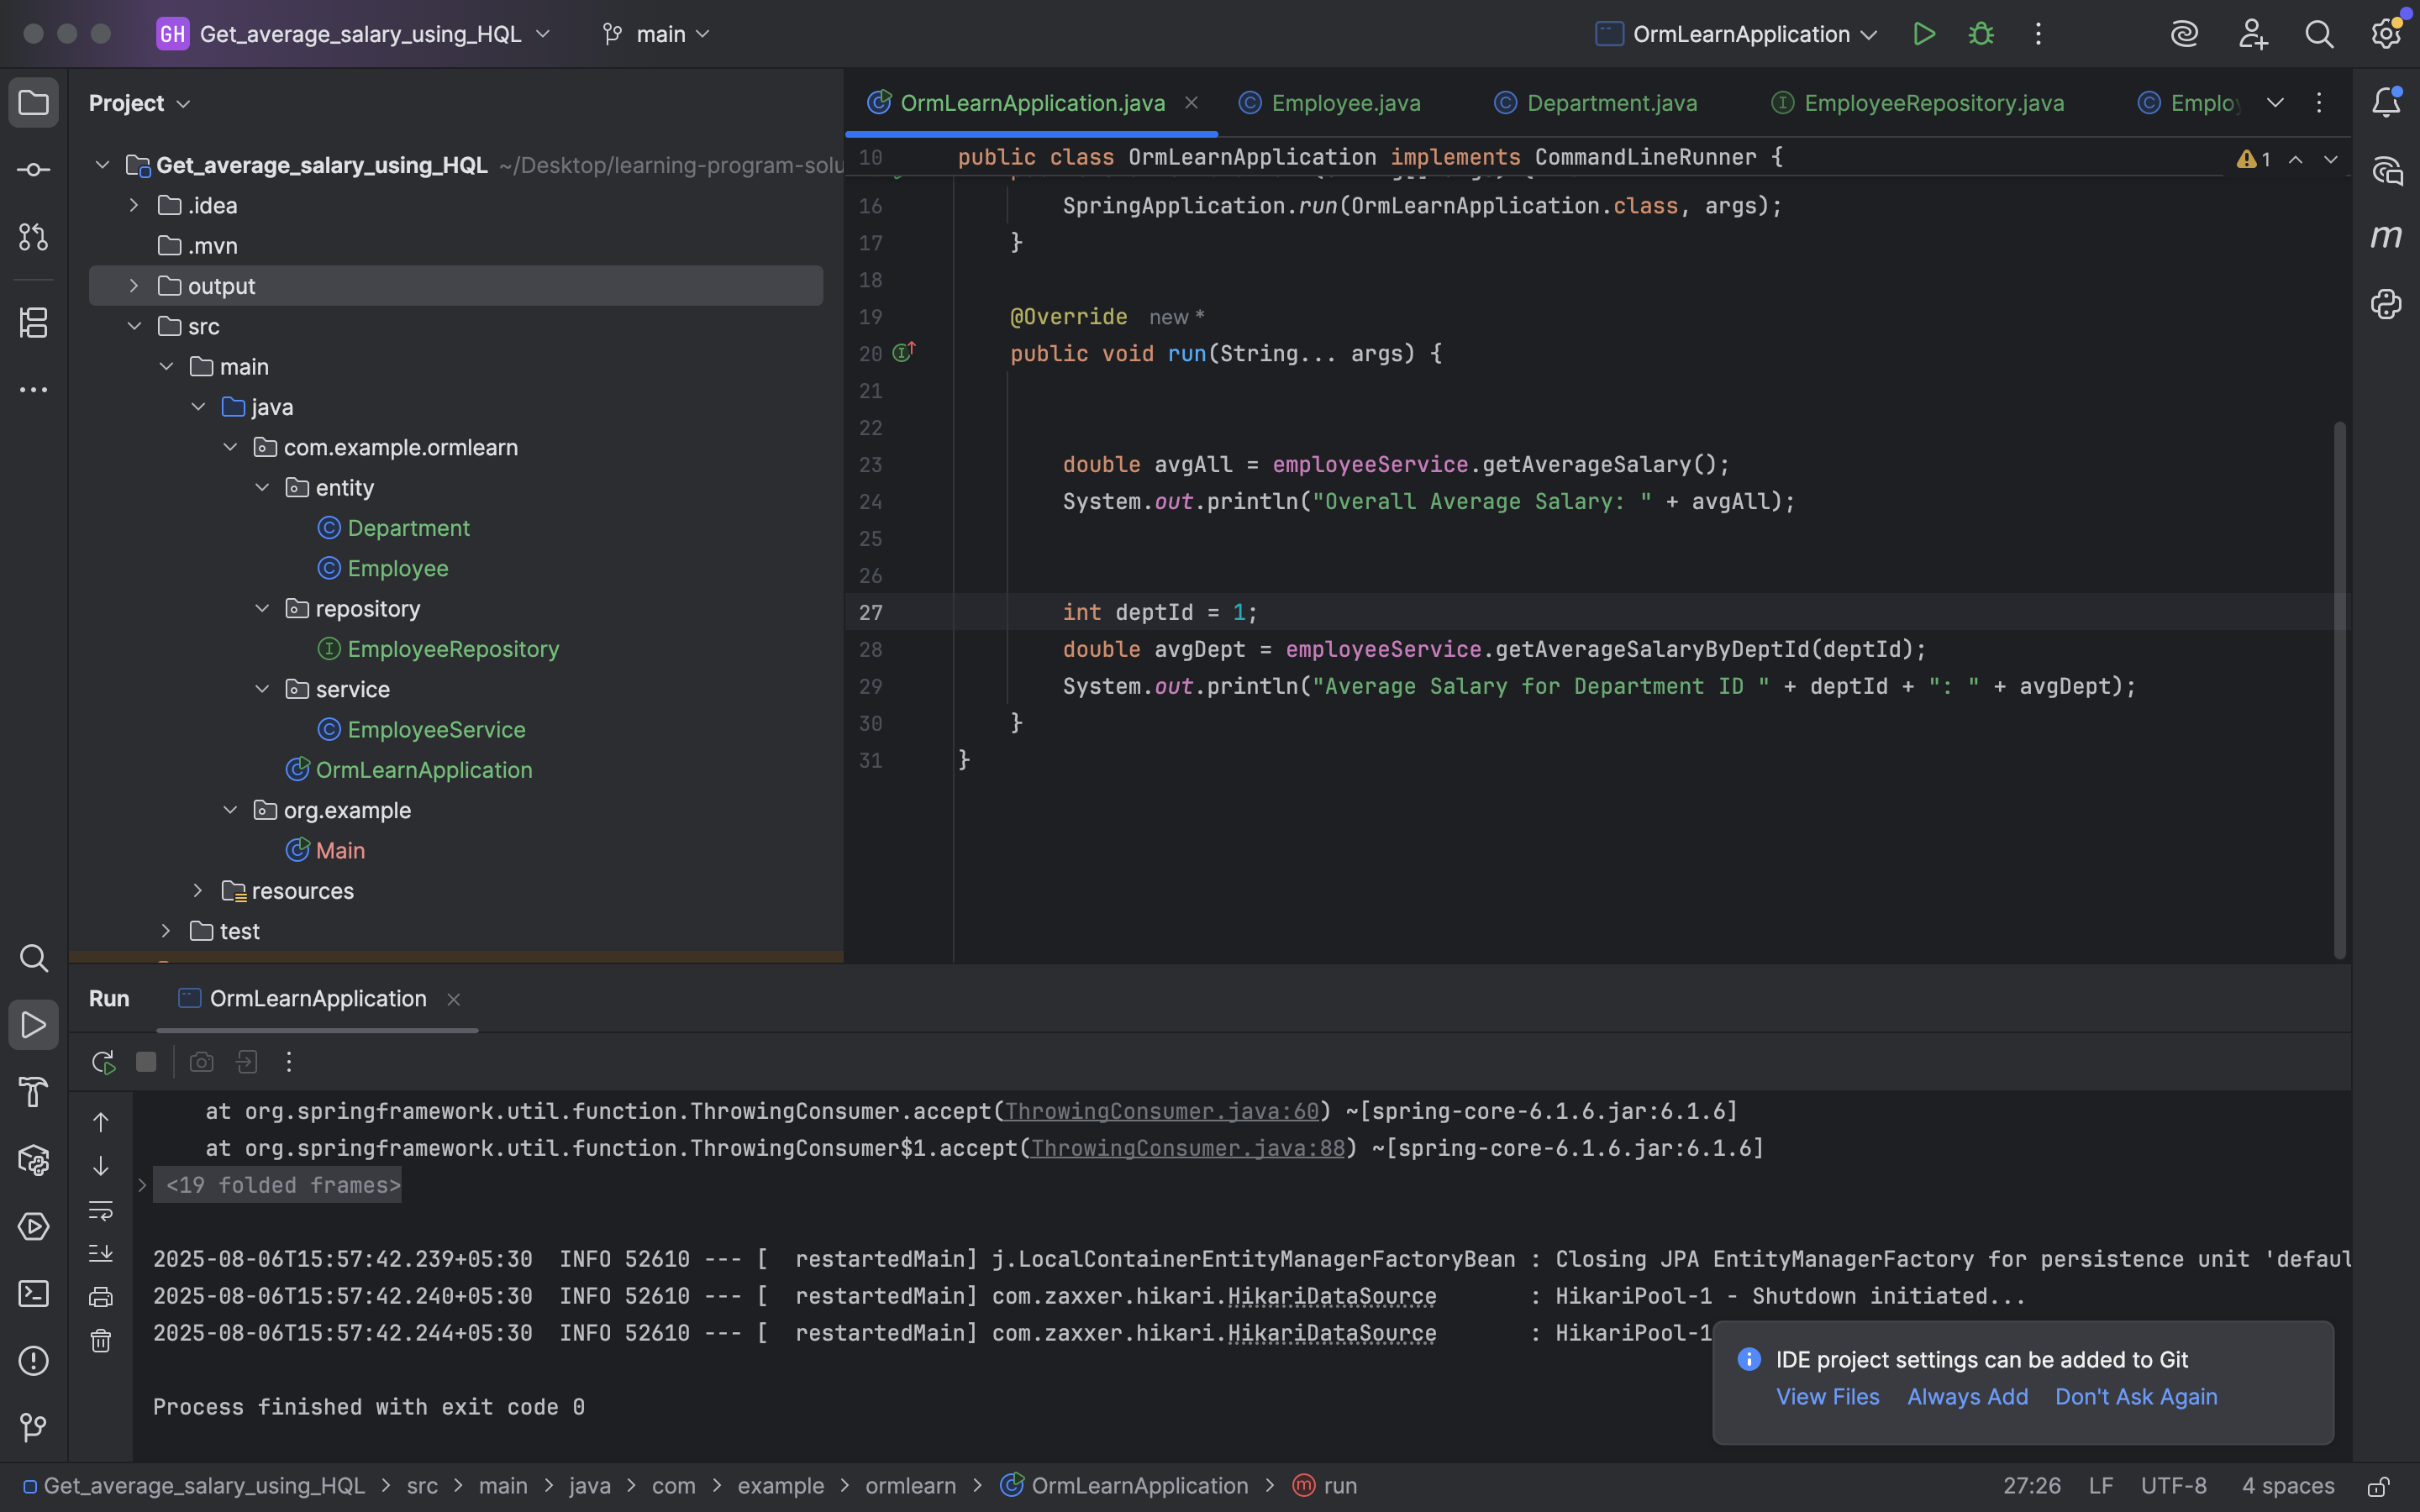 GH Get_average_salary_using_HQL main OrmLearnApplication
Project
Get_average_salary_using_HQL ~/Desktop/learning-program-solu
.idea
.mvn
output
src
main
java
com.example.ormlearn
entity
Department
Employee
repository
EmployeeRepository
service
EmployeeService
OrmLearnApplication
org.example
Main
resources
test
OrmLearnApplication.java Employee.java Department.java EmployeeRepository.java Emplo
10 public class OrmLearnApplication implements CommandLineRunner { 1
16 SpringApplication.run(OrmLearnApplication.class, args);
17 }
18
19 @Override new *
20 public void run(String... args) {
21
22
23 double avgAll = employeeService.getAverageSalary();
24 System.out.println("Overall Average Salary: " + avgAll);
25
26
27 int deptId = 1;
28 double avgDept = employeeService.getAverageSalaryByDeptId(deptId);
29 System.out.println("Average Salary for Department ID " + deptId + ": " + avgDept);
30 }
31 }
Run OrmLearnApplication
at org.springframework.util.function.ThrowingConsumer.accept(ThrowingConsumer.java:60) ~[spring-core-6.1.6.jar:6.1.6]
at org.springframework.util.function.ThrowingConsumer$1.accept(ThrowingConsumer.java:88) ~[spring-core-6.1.6.jar:6.1.6]
<19 folded frames>
2025-08-06T15:57:42.239+05:30 INFO 52610 --- [ restartedMain] j.LocalContainerEntityManagerFactoryBean : Closing JPA EntityManagerFactory for persistence unit 'defaul
2025-08-06T15:57:42.240+05:30 INFO 52610 --- [ restartedMain] com.zaxxer.hikari.HikariDataSource : HikariPool-1 - Shutdown initiated...
2025-08-06T15:57:42.244+05:30 INFO 52610 --- [ restartedMain] com.zaxxer.hikari.HikariDataSource : HikariPool-1
Process finished with exit code 0
IDE project settings can be added to Git
View Files Always Add Don't Ask Again
Get_average_salary_using_HQL > src > main > java > com > example > ormlearn > OrmLearnApplication > run 27:26 LF UTF-8 4 spaces